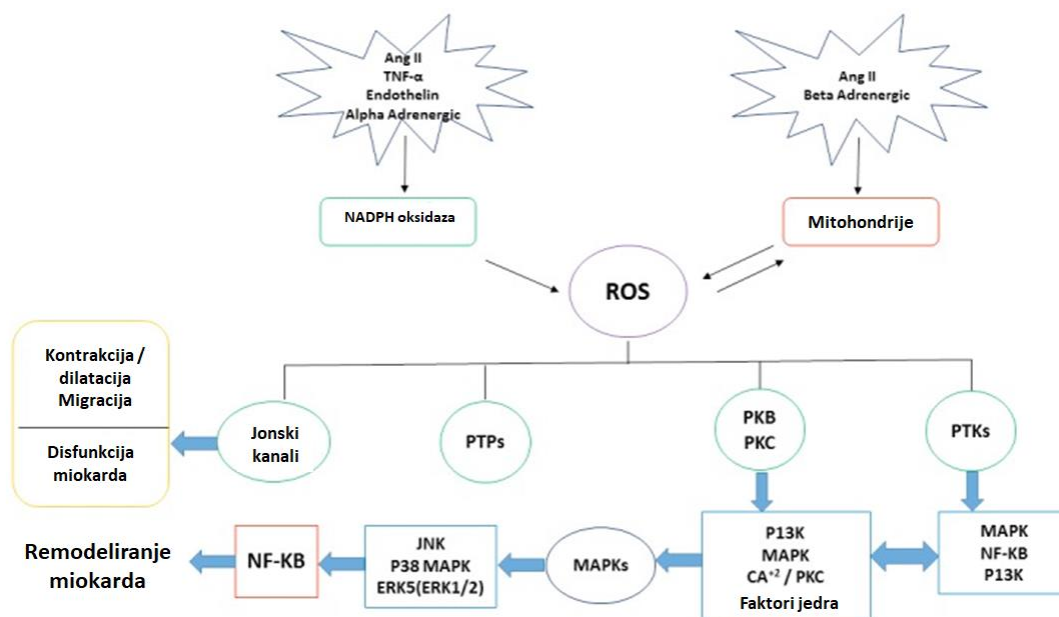 Ang II
TNF-α
Endothelin
Alpha Adrenergic
Ang II
Beta Adrenergic
NADPH oksidaza
Mitohondrije
ROS
Kontrakcija /
dilatacija
Migracija
Disfunkcija
miokarda
Jonski
kanali
PTPs
PKB
PKC
PTKs
Remodeliranje
miokarda
NF-KB
JNK
P38 MAPK
ERK5(ERK1/2)
MAPKs
P13K
MAPK
CA⁺² / PKC
Faktori jedra
MAPK
NF-KB
P13K